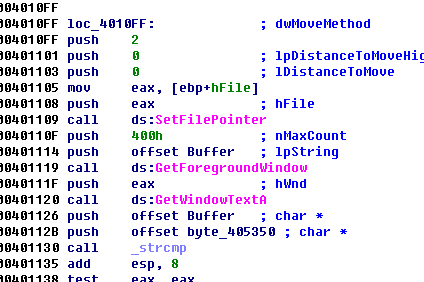 004010FF
004010FF loc_4010FF: ; dwMoveMethod
004010FF push 2
00401101 push 0 ; lpDistanceToMoveHig
00401103 push 0 ; lDistanceToMove
00401105 mov eax, [ebp+hFile]
00401108 push eax ; hFile
00401109 call ds:SetFilePointer
0040110F push 400h ; nMaxCount
00401114 push offset Buffer ; lpString
00401119 call ds:GetForegroundWindow
0040111F push eax ; hWnd
00401120 call ds:GetWindowTextA
00401126 push offset Buffer ; char *
0040112B push offset byte_405350 ; char *
00401130 call _strcmp
00401135 add esp, 8
00401138 test eax, eax